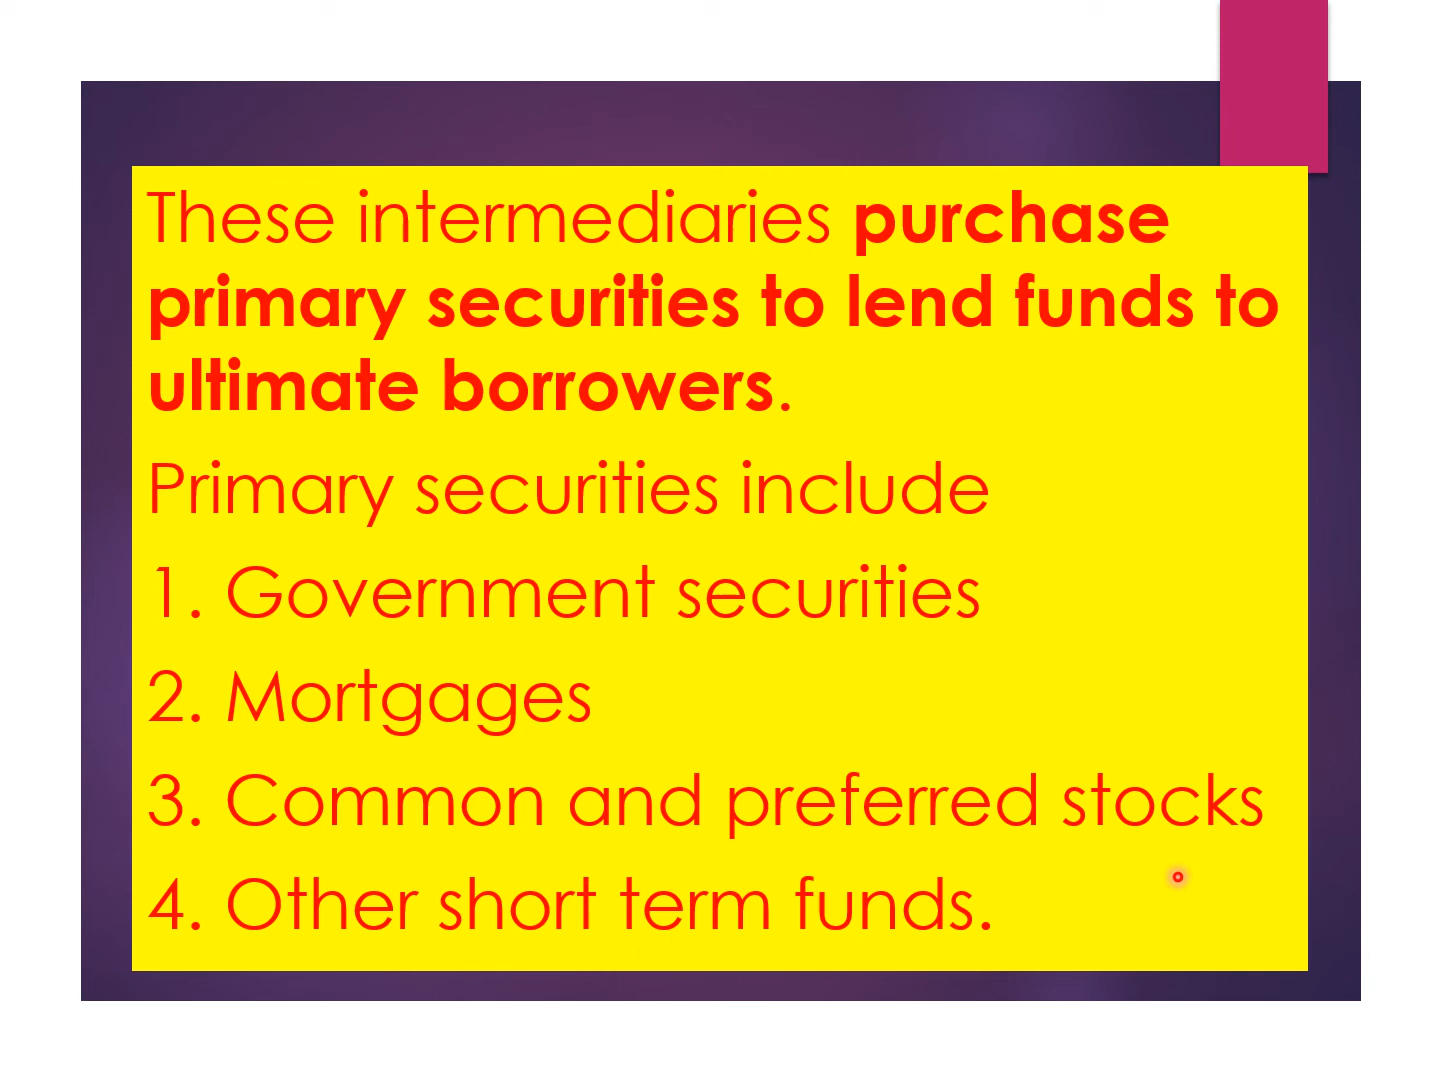 These intermediaries purchase
primary securities to lend funds to
ultimate borrowers.
Primary securities include
1. Government securities
2. Mortgages
3. Common and preferred stocks
4. Other short term funds.